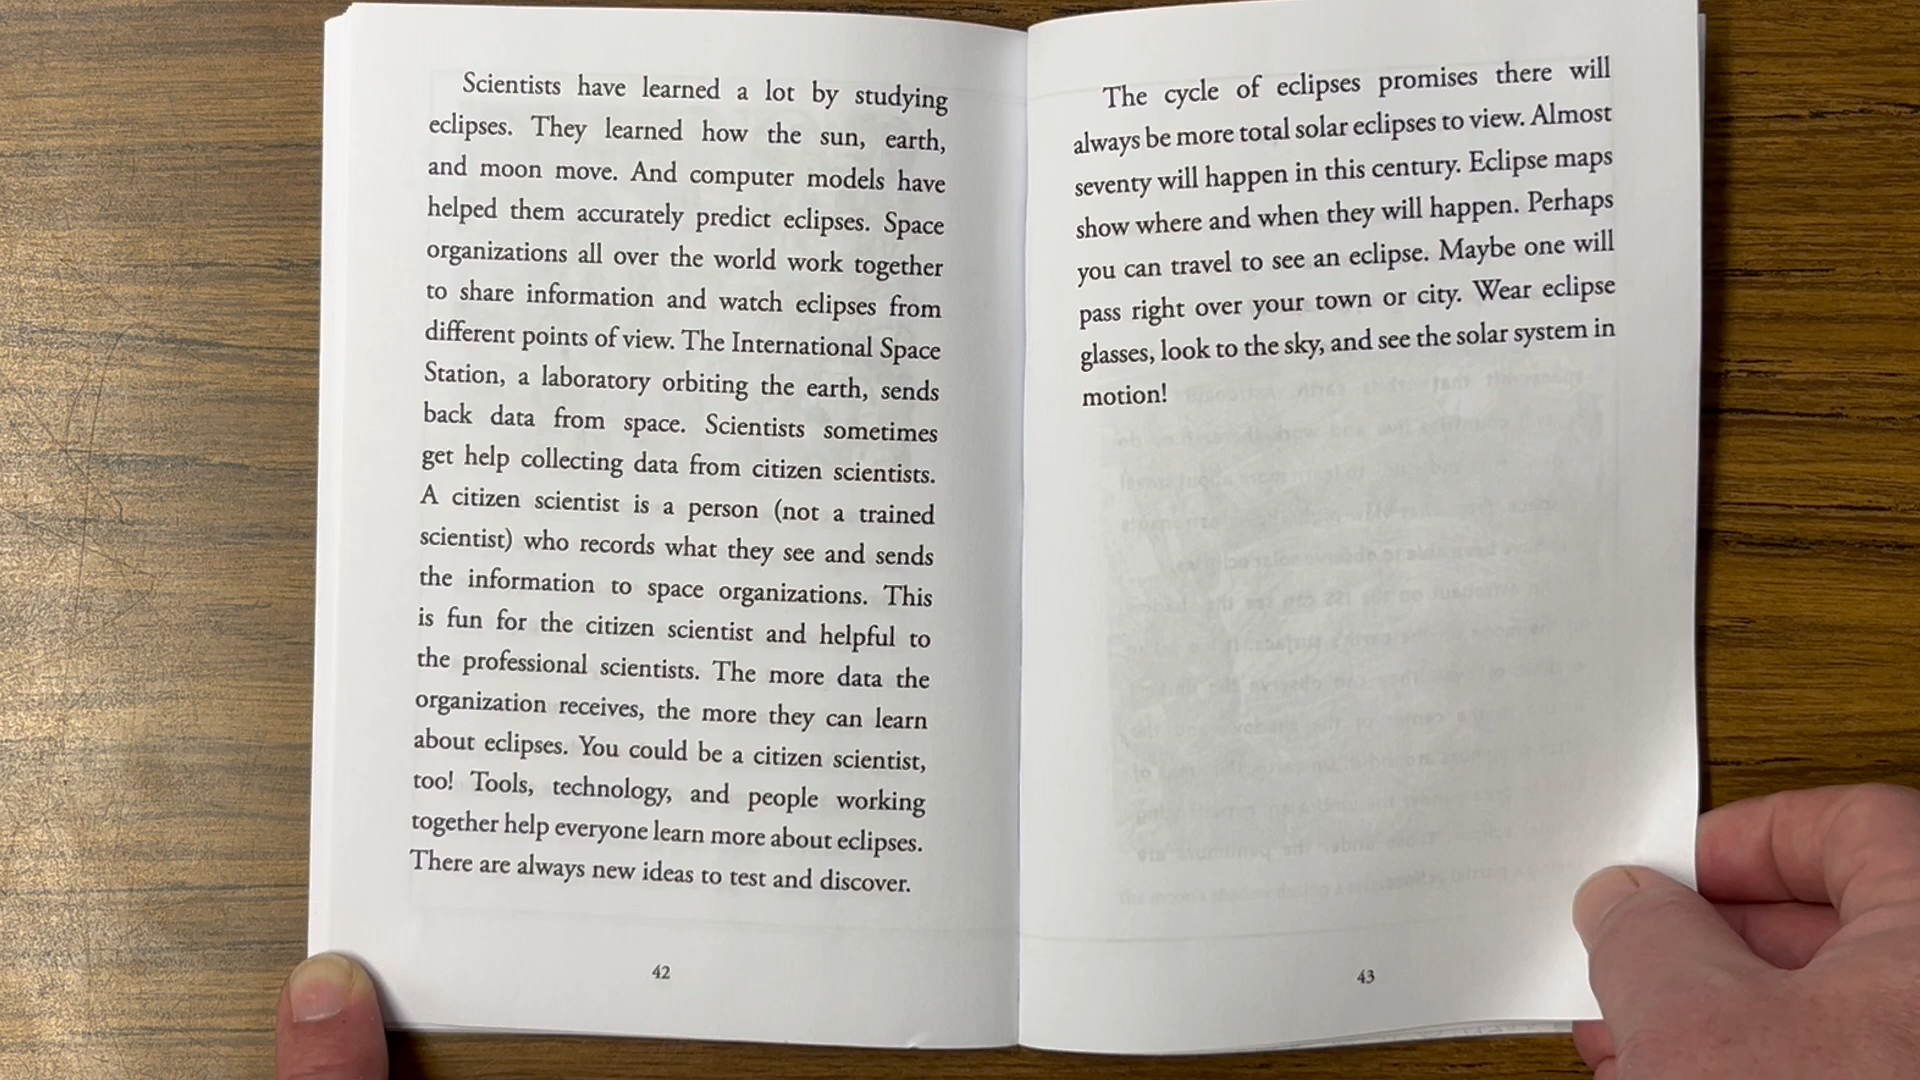 Scientists have learned a lot by studying
eclipses. They learned how the sun, earth,
and moon move. And computer models have
helped them accurately predict eclipses. Space
organizations all over the world work together
to share information and watch eclipses from
different points of view. The International Space
Station, a laboratory orbiting the earth, sends
back data from space. Scientists sometimes
get help collecting data from citizen scientists.
A citizen scientist is a person (not a trained
scientist) who records what they see and sends
the information to space organizations. This
is fun for the citizen scientist and helpful to
the professional scientists. The more data the
organization receives, the more they can learn
about eclipses. You could be a citizen scientist,
too! Tools, technology, and people working
together help everyone learn more about eclipses.
There are always new ideas to test and discover.
42
The cycle of eclipses promises there will
always be more total solar eclipses to view. Almost
seventy will happen in this century. Eclipse maps
show where and when they will happen. Perhaps
you can travel to see an eclipse. Maybe one will
pass right over your town or city. Wear eclipse
glasses, look to the sky, and see the solar system in
motion!
43